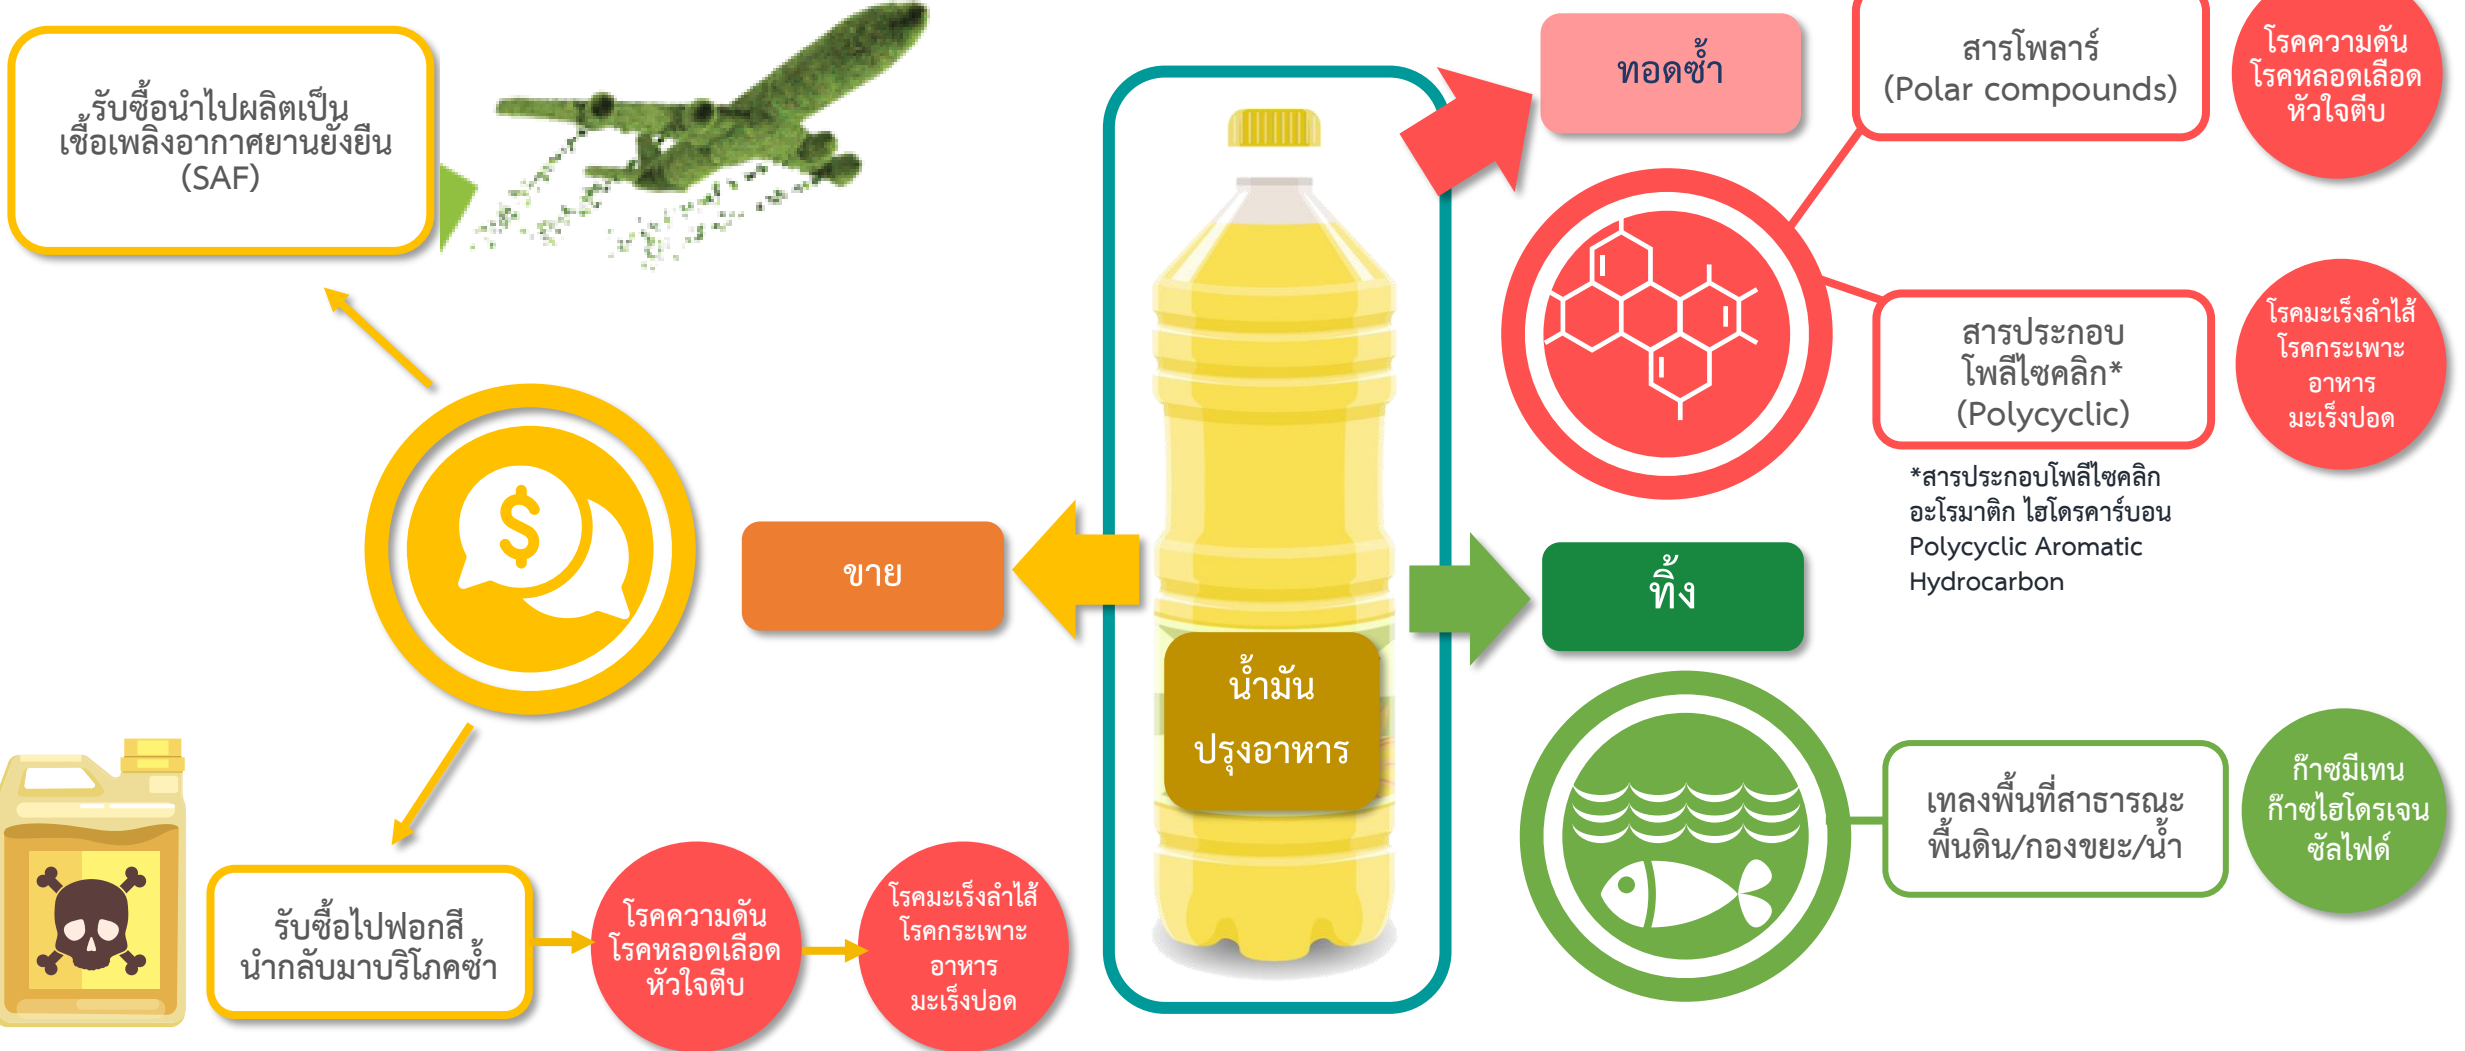 รับซื้อนำไปผลิตเป็น
เชื้อเพลิงอากาศยานยั่งยืน
(SAF)
ทอดซ้ำ
สารโพลาร์
(Polar compounds)
โรคความดัน
โรคหลอดเลือด
หัวใจตีบ
สารประกอบ
โพลีไซคลิก*
(Polycyclic)
โรคมะเร็งลำไส้
โรคกระเพาะ
อาหาร
มะเร็งปอด
*สารประกอบโพลีไซคลิก
อะโรมาติก ไฮโดรคาร์บอน
Polycyclic Aromatic
Hydrocarbon
$
ขาย
ทิ้ง
น้ำมัน
ปรุงอาหาร
เทลงพื้นที่สาธารณะ
พื้นดิน/กองขยะ/น้ำ
ก๊าซมีเทน
ก๊าซไฮโดรเจน
ซัลไฟด์
รับซื้อไปฟอกสี
นำกลับมาบริโภคซ้ำ
โรคความดัน
โรคหลอดเลือด
หัวใจตีบ
โรคมะเร็งลำไส้
โรคกระเพาะ
อาหาร
มะเร็งปอด